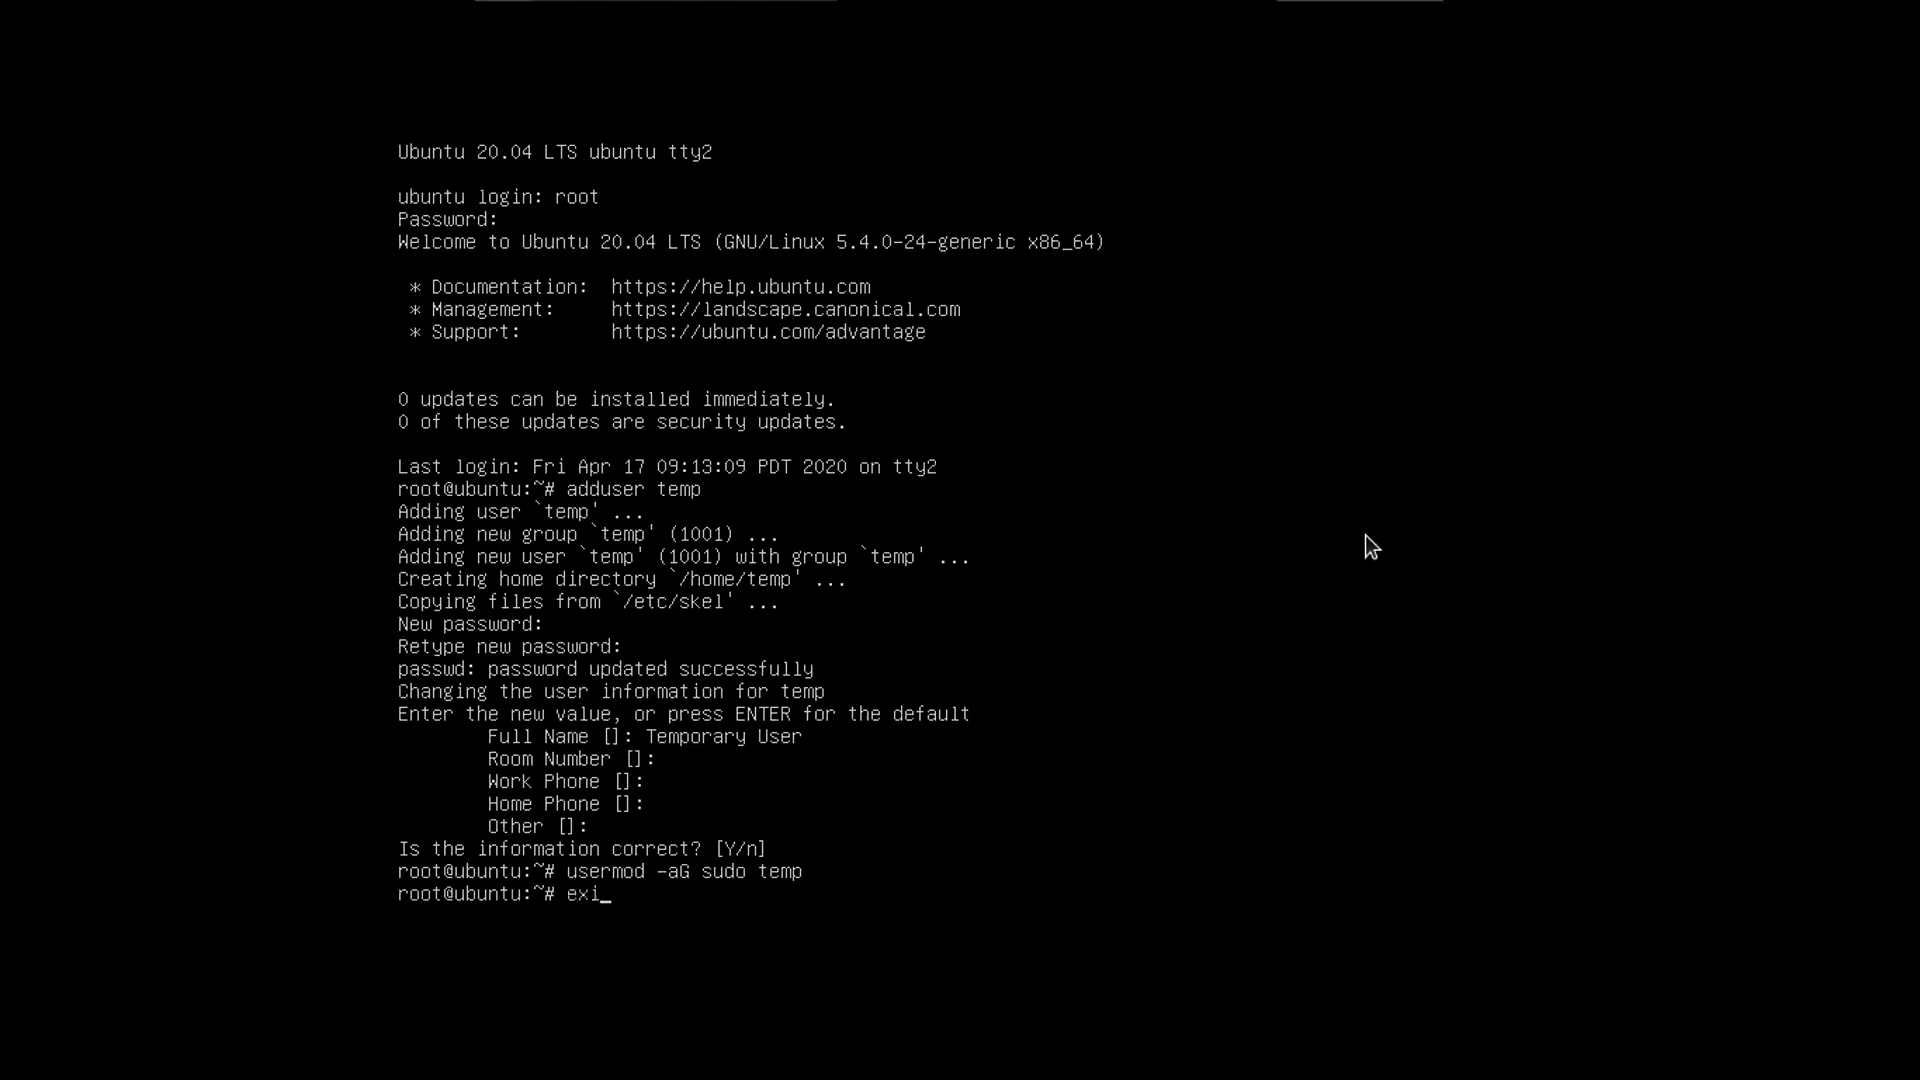 Ubuntu 20.04 LTS ubuntu tty2
ubuntu login: root
Password:
Welcome to Ubuntu 20.04 LTS (GNU/Linux 5.4.0-24-generic x86_64)
* Documentation:  https://help.ubuntu.com
* Management:     https://landscape.canonical.com
* Support:        https://ubuntu.com/advantage
0 updates can be installed immediately.
0 of these updates are security updates.
Last login: Fri Apr 17 09:13:09 PDT 2020 on tty2
root@ubuntu:~# adduser temp
Adding user `temp' ...
Adding new group `temp' (1001) ...
Adding new user `temp' (1001) with group `temp' ...
Creating home directory `/home/temp' ...
Copying files from `/etc/skel' ...
New password:
Retype new password:
passwd: password updated successfully
Changing the user information for temp
Enter the new value, or press ENTER for the default
Full Name []: Temporary User
Room Number []:
Work Phone []:
Home Phone []:
Other []:
Is the information correct? [Y/n]
root@ubuntu:~# usermod -aG sudo temp
root@ubuntu:~# exi_